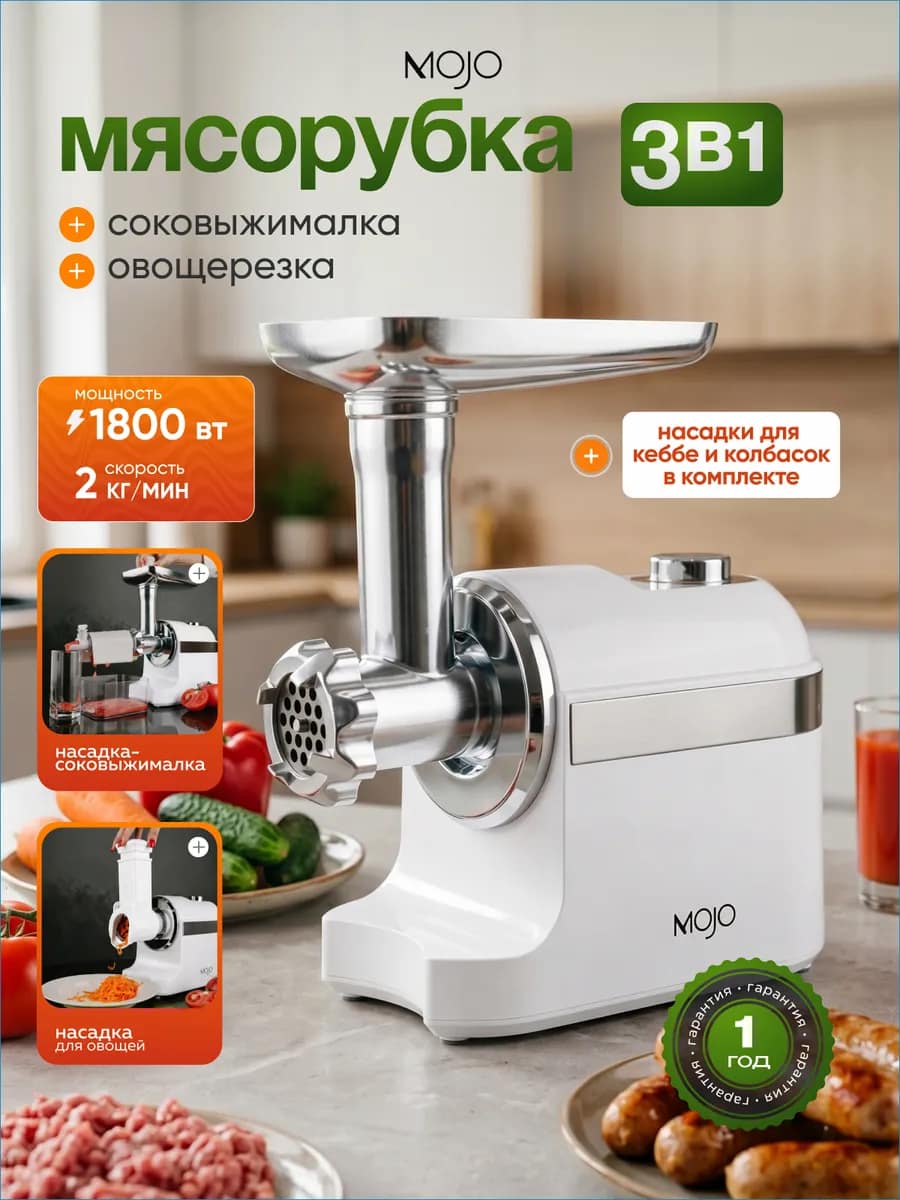 MOJO
мясорубка
3в1
соковыжималка
овощерезка
мощность
1800 вт
скорость
2 кг/мин
насадки для
кеббе и колбасок
в комплекте
насадка-
соковыжималка
насадка
для овощей
MOJO
MOJO
гарантия · гарантия · гарантия · гарантия
1
год